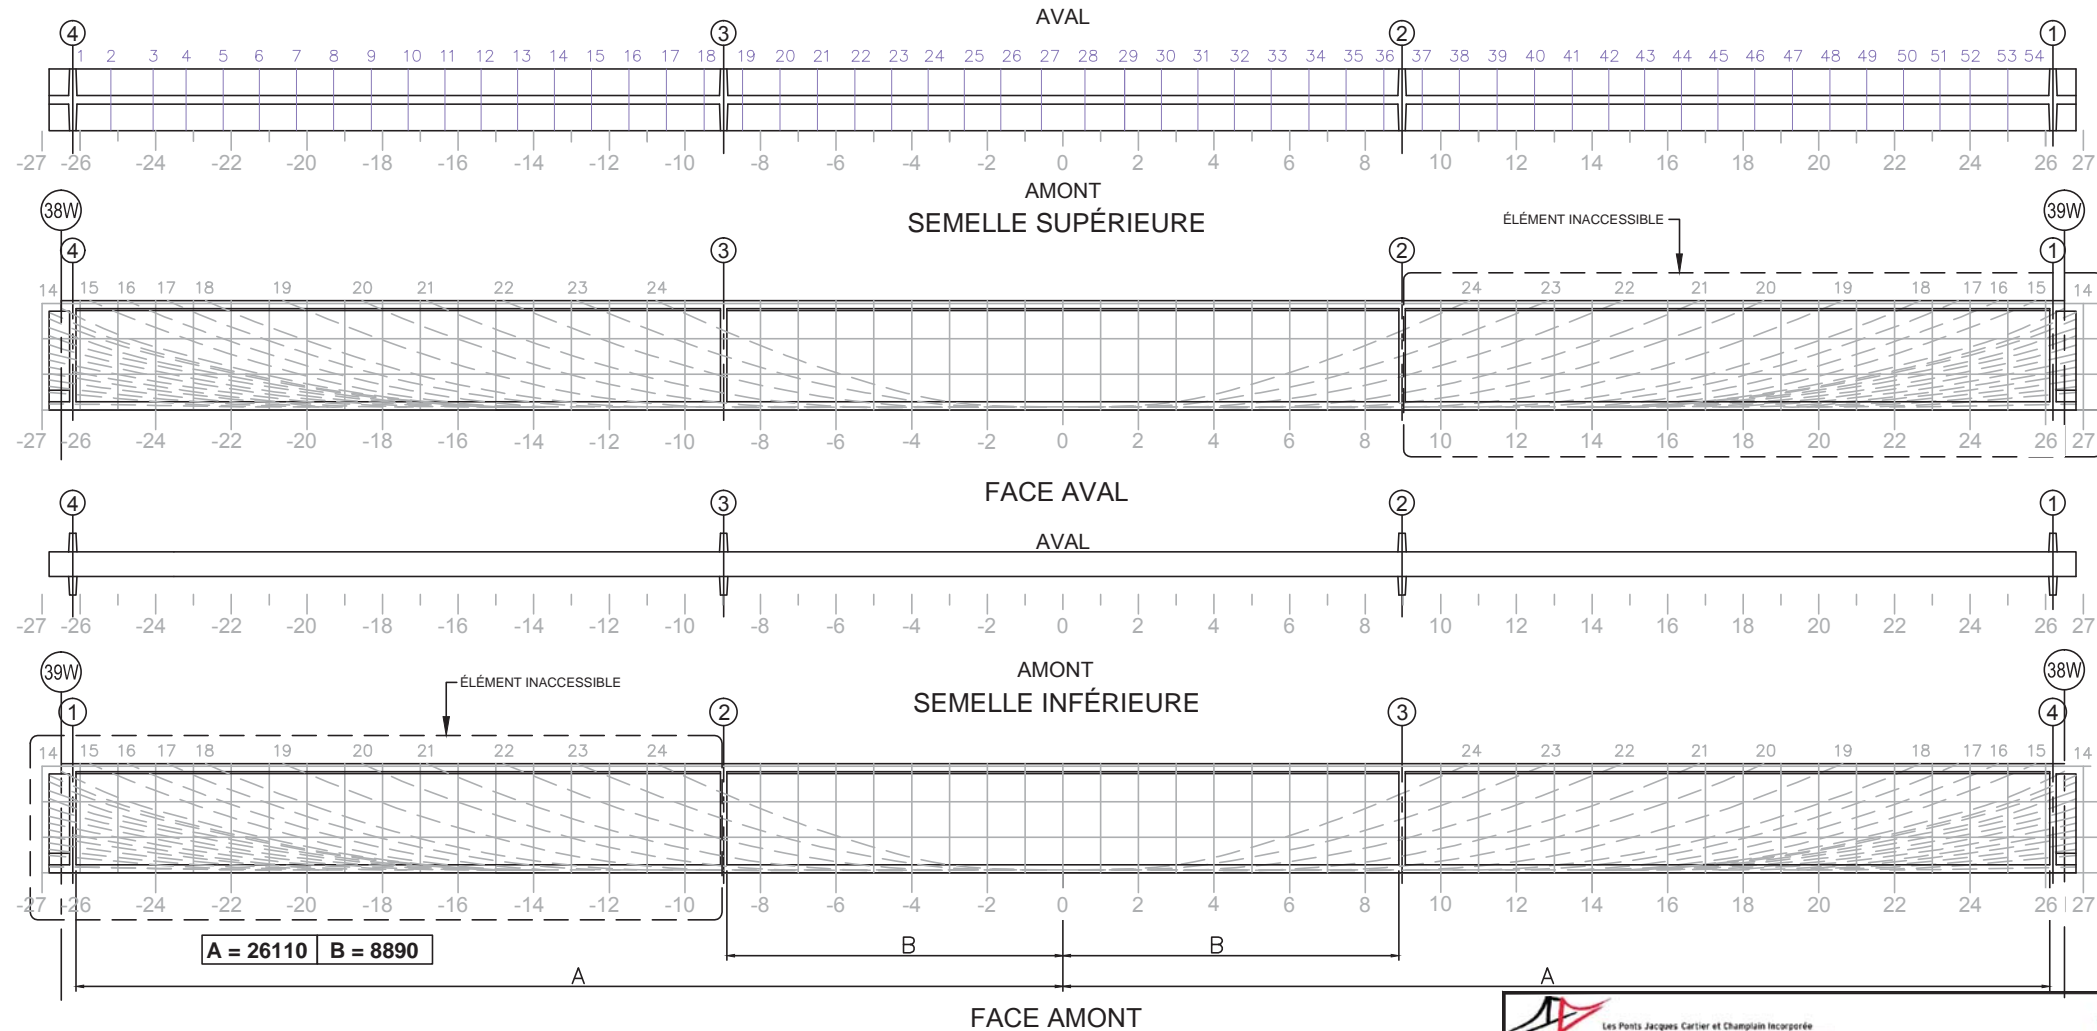 AVAL
4 3 2 1
1 2 3 4 5 6 7 8 9 10 11 12 13 14 15 16 17 18 19 20 21 22 23 24 25 26 27 28 29 30 31 32 33 34 35 36 37 38 39 40 41 42 43 44 45 46 47 48 49 50 51 52 53 54
-27 -26 -24 -22 -20 -18 -16 -14 -12 -10 -8 -6 -4 -2 0 2 4 6 8 10 12 14 16 18 20 22 24 26 27
AMONT
SEMELLE SUPÉRIEURE
38W 39W
ÉLÉMENT INACCESSIBLE
4 3 2 1
14 15 16 17 18 19 20 21 22 23 24 24 23 22 21 20 19 18 17 16 15 14
-27 -26 -24 -22 -20 -18 -16 -14 -12 -10 -8 -6 -4 -2 0 2 4 6 8 10 12 14 16 18 20 22 24 26 27
FACE AVAL
4 3 2 1
AVAL
-27 -26 -24 -22 -20 -18 -16 -14 -12 -10 -8 -6 -4 -2 0 2 4 6 8 10 12 14 16 18 20 22 24 26 27
AMONT
39W 38W
ÉLÉMENT INACCESSIBLE
SEMELLE INFÉRIEURE
1 2 3 4
14 15 16 17 18 19 20 21 22 23 24 24 23 22 21 20 19 18 17 16 15 14
-27 -26 -24 -22 -20 -18 -16 -14 -12 -10 -8 -6 -4 -2 0 2 4 6 8 10 12 14 16 18 20 22 24 26 27
A = 26110 B = 8890
B B
A A
FACE AMONT
Les Ponts Jacques Cartier et Champlain Incorporée